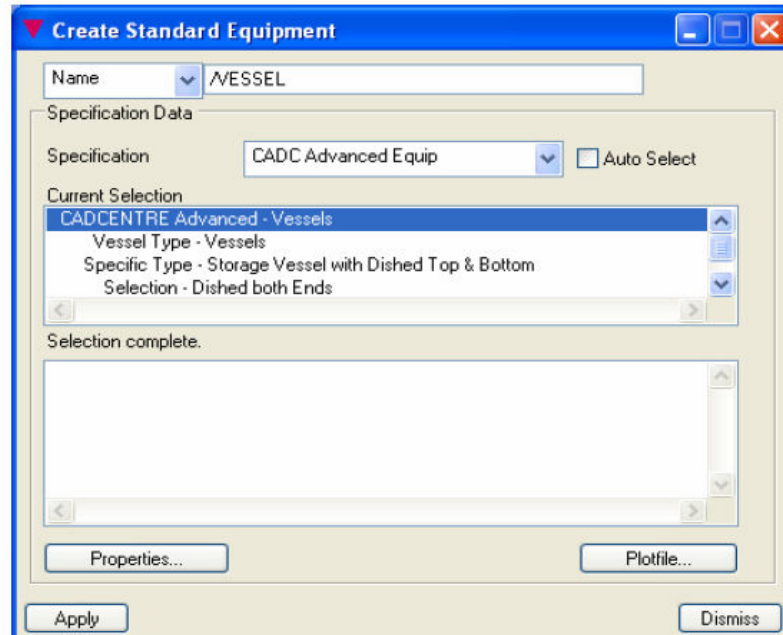 Create Standard Equipment
Name /VESSEL
Specification Data
Specification CADC Advanced Equip Auto Select
Current Selection
CADCENTRE Advanced - Vessels
Vessel Type - Vessels
Specific Type - Storage Vessel with Dished Top & Bottom
Selection - Dished both Ends
Selection complete.
Properties... Plotfile...
Apply Dismiss